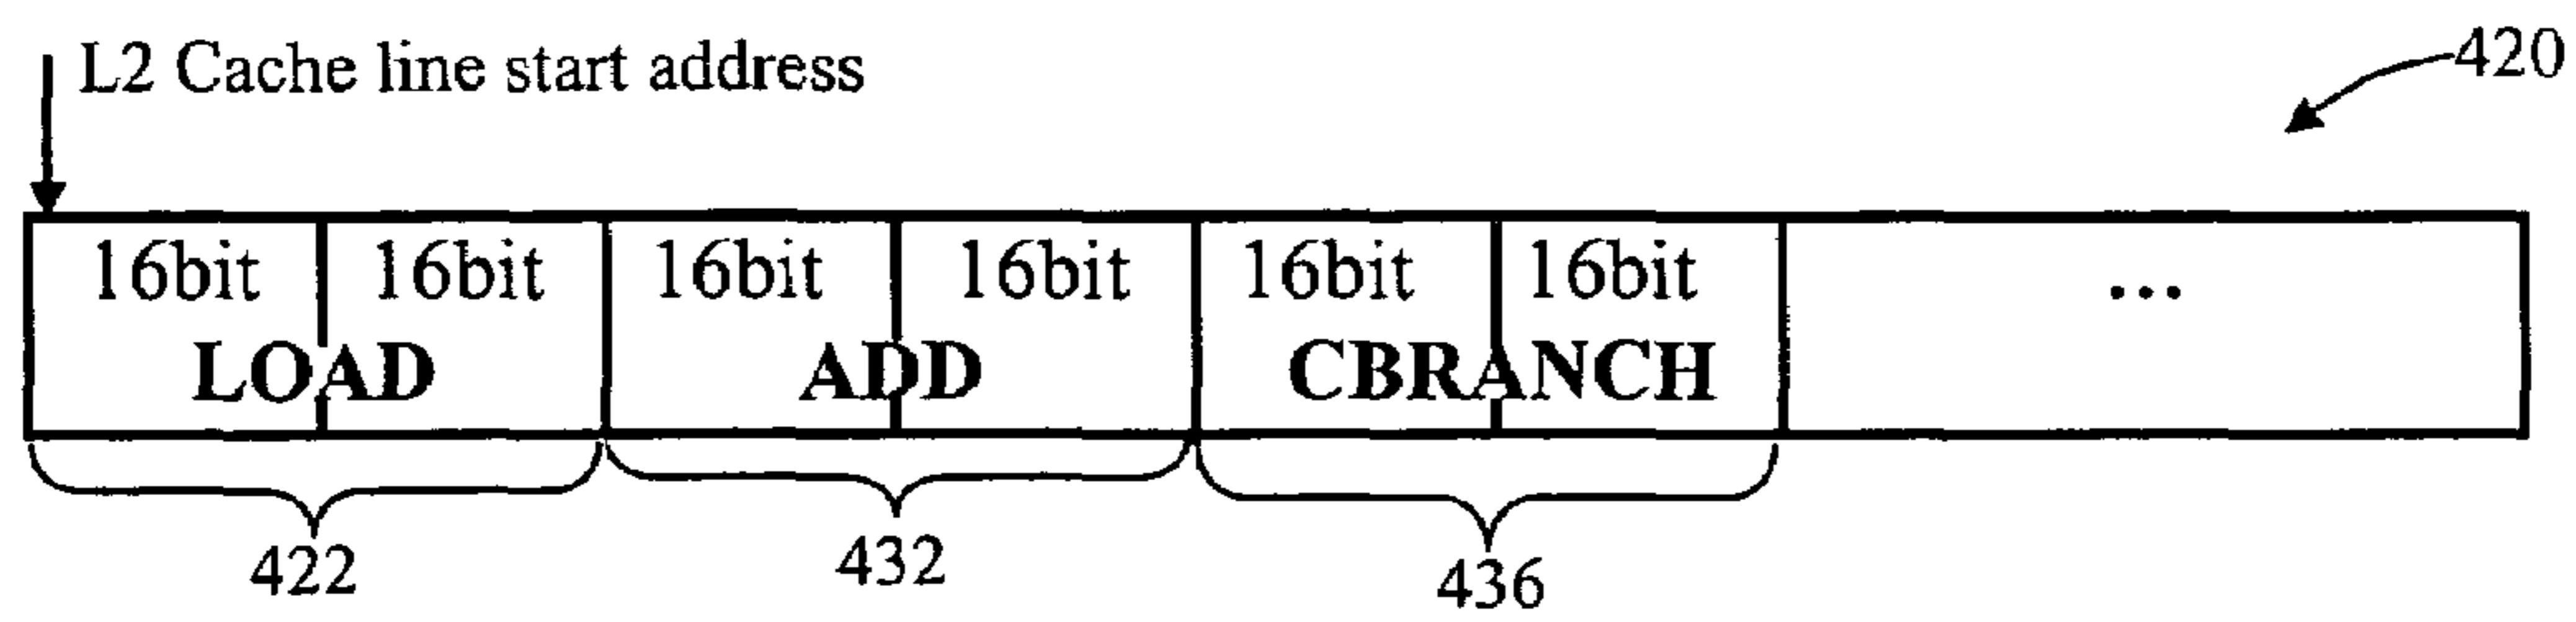 L2 Cache line start address
420
16bit 16bit 16bit 16bit 16bit 16bit ...
LOAD ADD CBRANCH
422 432 436